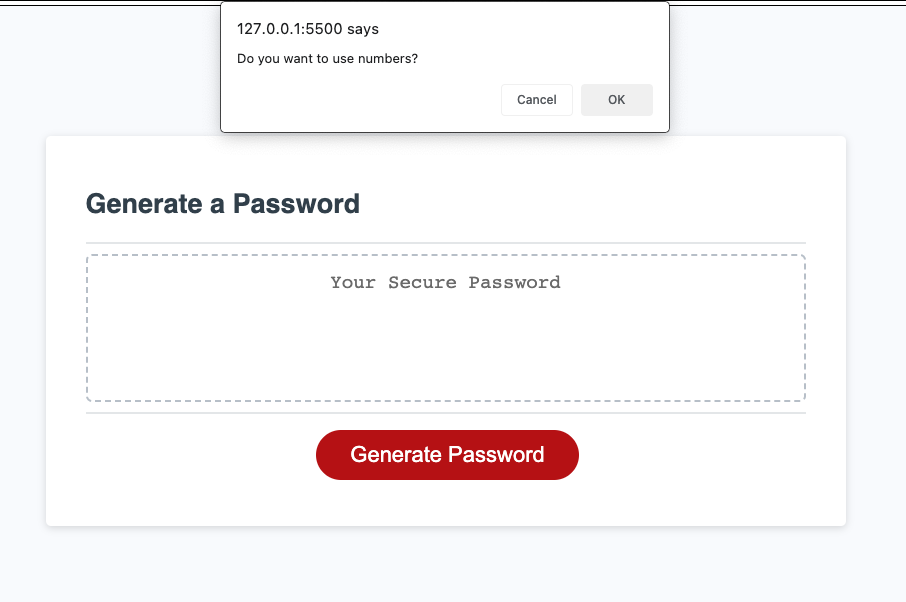 127.0.0.1:5500 says
Do you want to use numbers?
Cancel OK
Generate a Password
Your Secure Password
Generate Password